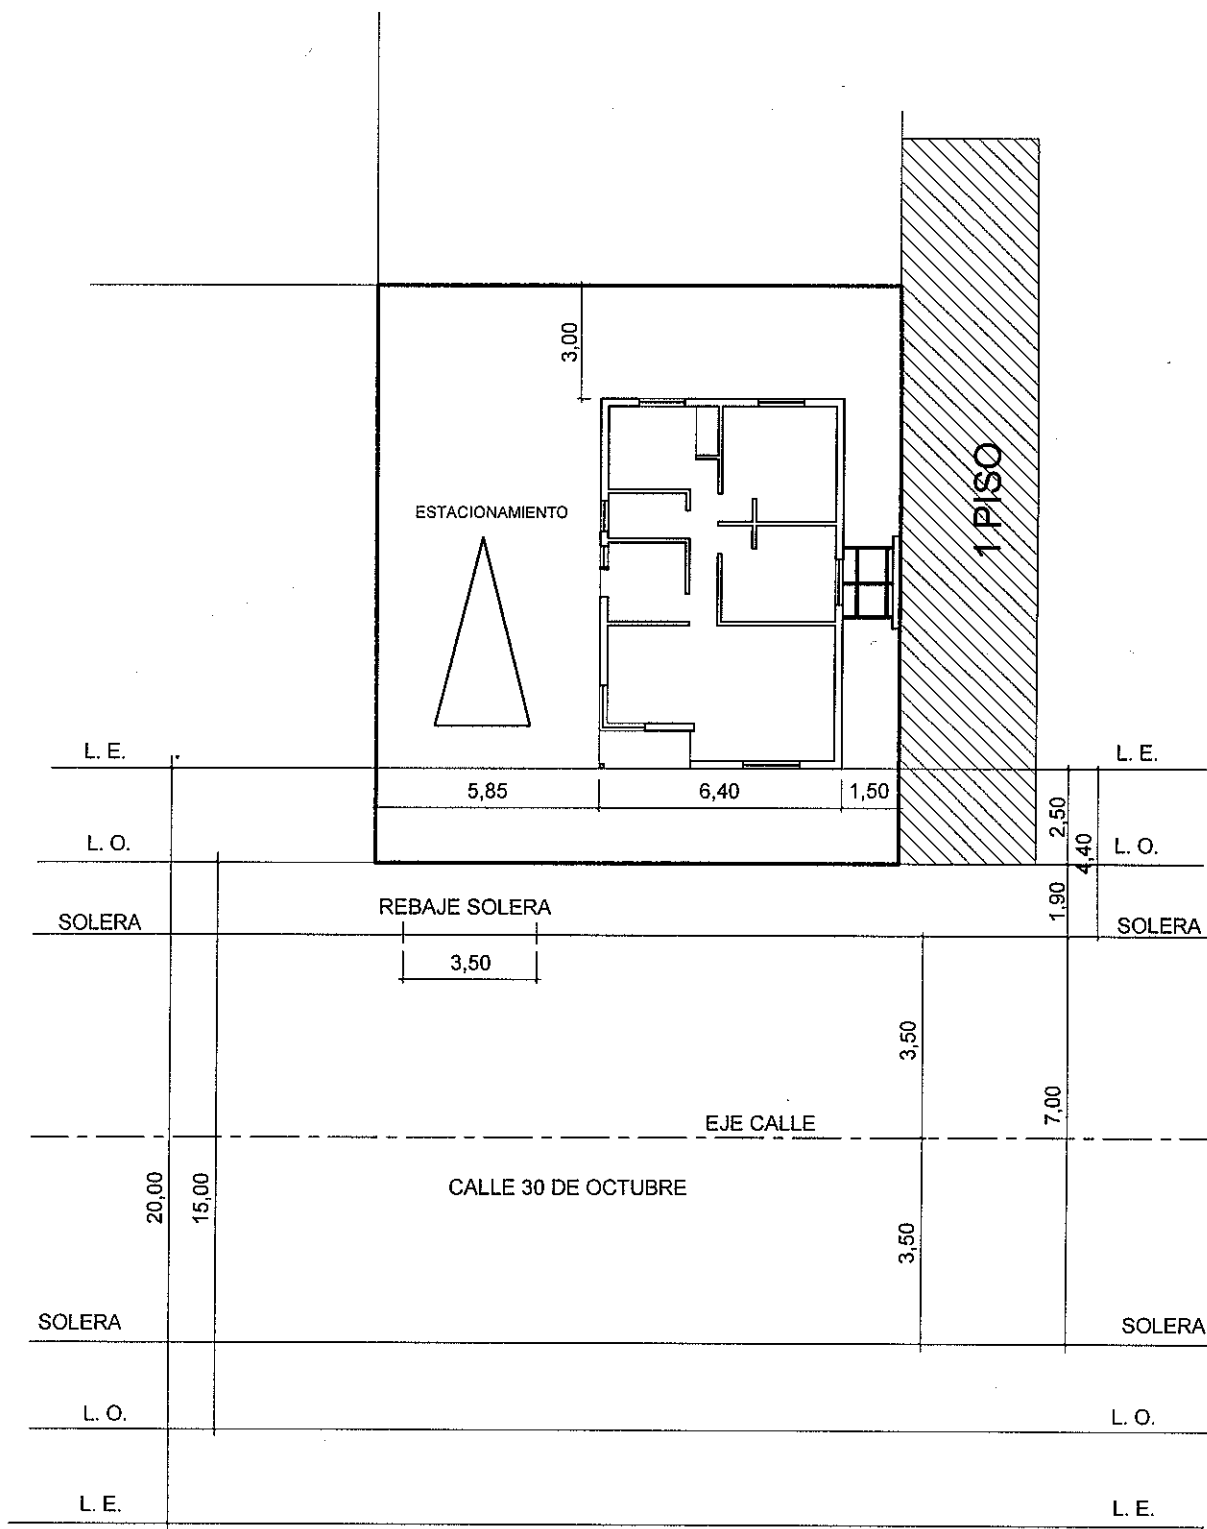 3,00
1 PISO
ESTACIONAMIENTO
L. E.
L. E.
5,85
6,40
1,50
2,50
4,40
L. O.
L. O.
1,90
REBAJE SOLERA
SOLERA
SOLERA
3,50
3,50
7,00
EJE CALLE
20,00
15,00
CALLE 30 DE OCTUBRE
3,50
SOLERA
SOLERA
L. O.
L. O.
L. E.
L. E.